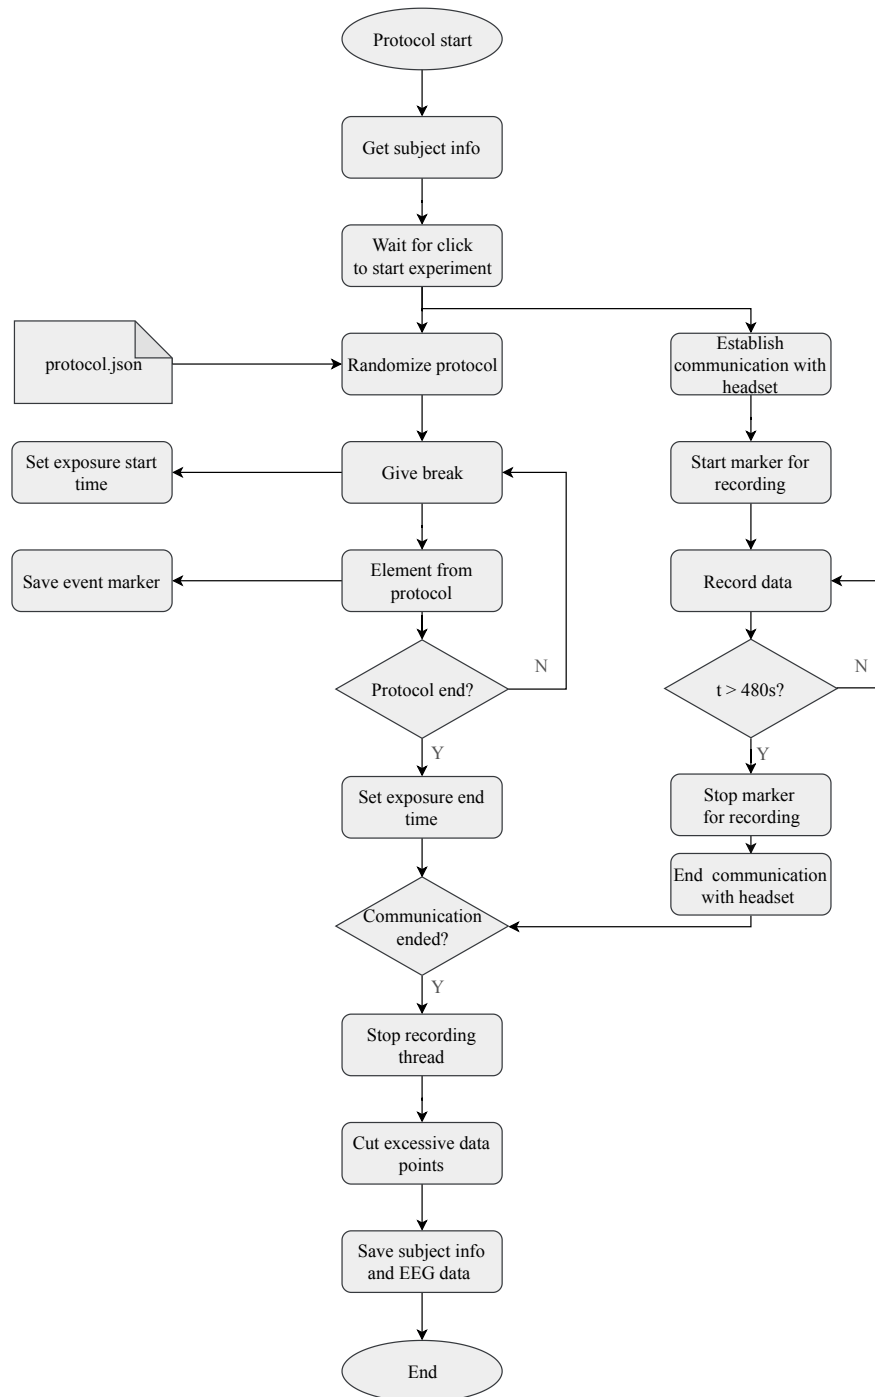 Protocol start
Get subject info
Wait for click
to start experiment
protocol.json
Randomize protocol
Establish
communication with
headset
Set exposure start
time
Give break
Start marker for
recording
Save event marker
Element from
protocol
Record data
Protocol end?
N
t > 480s?
N
Y
Y
Set exposure end
time
Stop marker
for recording
End communication
with headset
Communication
ended?
Y
Stop recording
thread
Cut excessive data
points
Save subject info
and EEG data
End